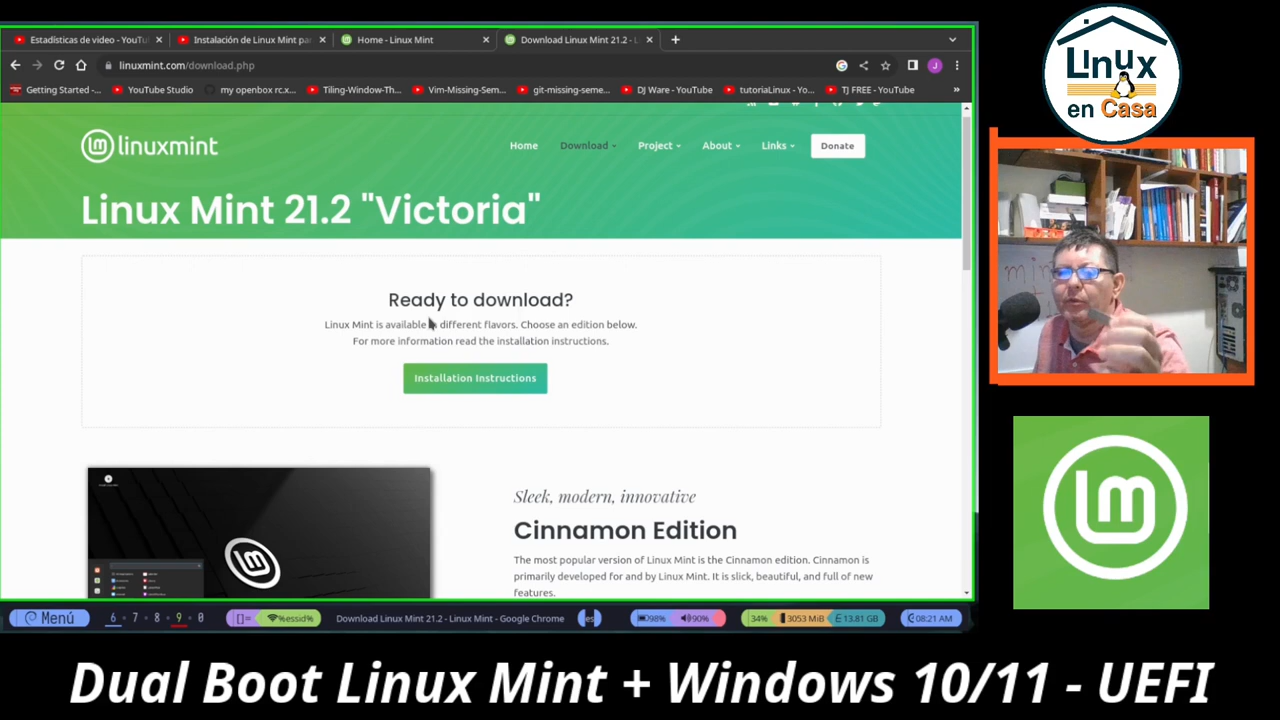 Estadísticas de video - YouTu
Instalación de Linux Mint pa
Home - Linux Mint
Download Linux Mint 21.2 - L
linuxmint.com/download.php
J
Getting Started -...
YouTube Studio
my openbox rc.x...
Tiling-Window-Th...
Vim-Missing-Sem...
git-missing-seme...
DJ Ware - YouTube
tutoriaLinux - Yo...
TJ FREE - YouTube
»
linuxmint
Home
Download
Project
About
Links
Donate
Linux Mint 21.2 "Victoria"
Ready to download?
Linux Mint is available different flavors. Choose an edition below.
For more information read the installation instructions.
Installation Instructions
Sleek, modern, innovative
Cinnamon Edition
The most popular version of Linux Mint is the Cinnamon edition. Cinnamon is
primarily developed for and by Linux Mint. It is slick, beautiful, and full of new
features.
Menú
6 - 7 - 8 - 9 - 0
[]=
%essid%
Download Linux Mint 21.2 - Linux Mint - Google Chrome
es
98%
90%
34%
3053 MiB
13.81 GB
08:21 AM
Linux
en Casa
Dual Boot Linux Mint + Windows 10/11 - UEFI